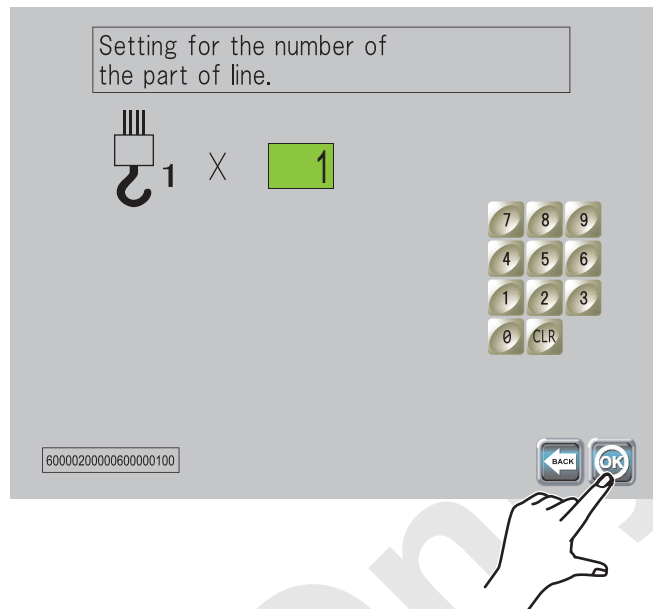 Setting for the number of
the part of line.
1 X 1
7 8 9
4 5 6
1 2 3
0 CLR
60000200000600000100
BACK OK